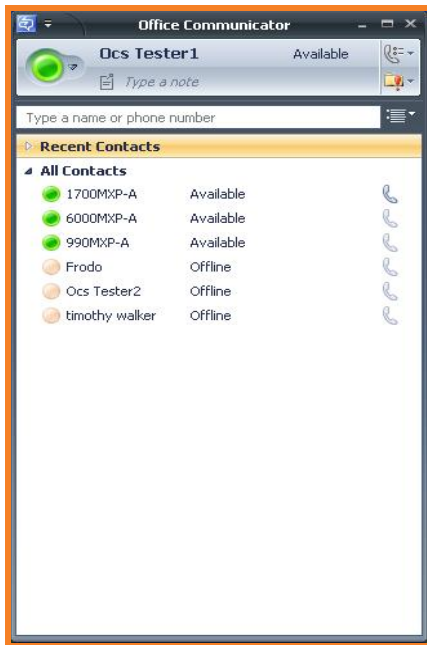 Office Communicator
Ocs Tester1 Available
Type a note
Type a name or phone number
Recent Contacts
All Contacts
1700MXP-A Available
6000MXP-A Available
990MXP-A Available
Frodo Offline
Ocs Tester2 Offline
timothy walker Offline